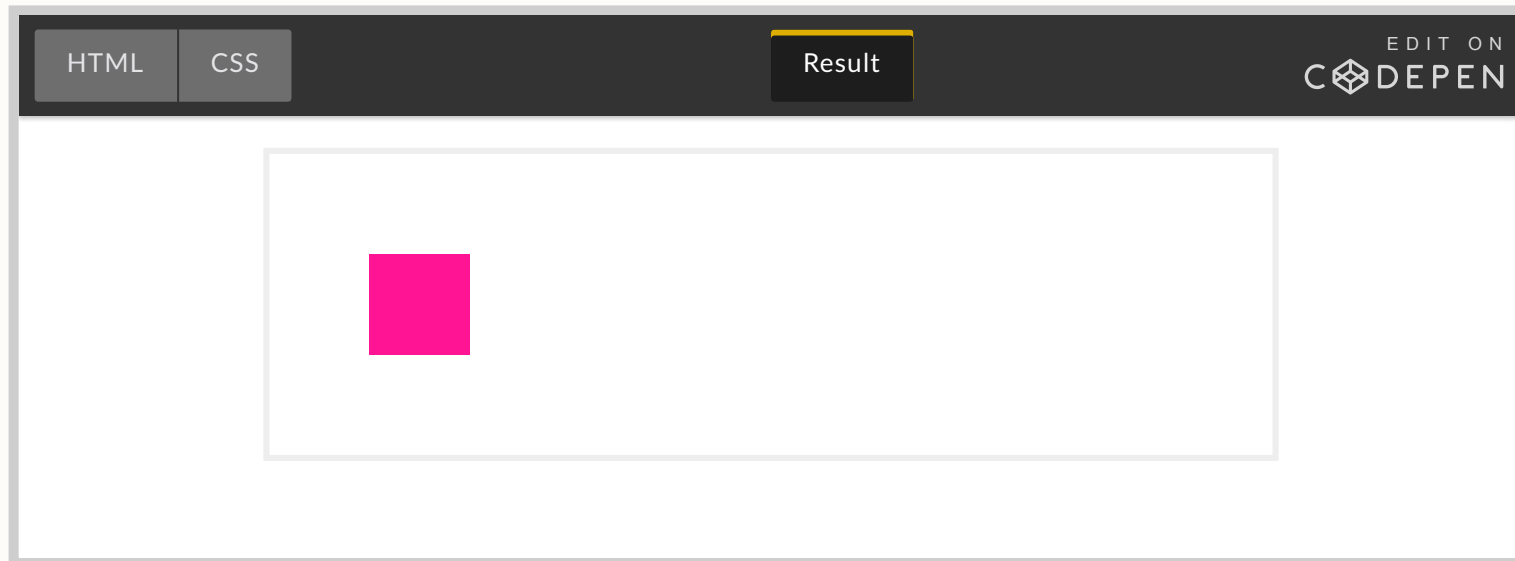 HTML
CSS
Result
EDIT ON
CODEPEN